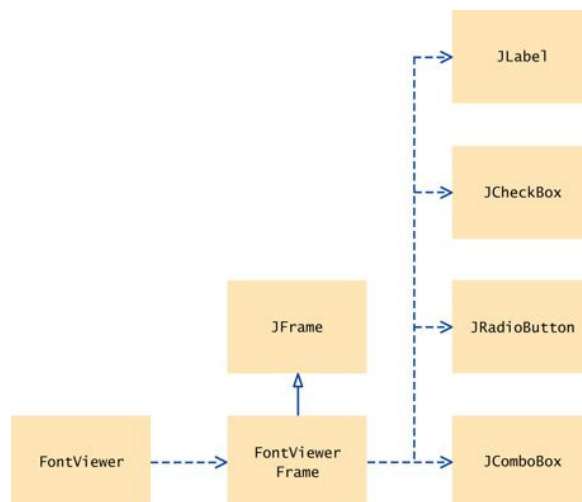 JLabel
JCheckBox
JFrame
JRadioButton
FontViewer
FontViewer
Frame
JComboBox